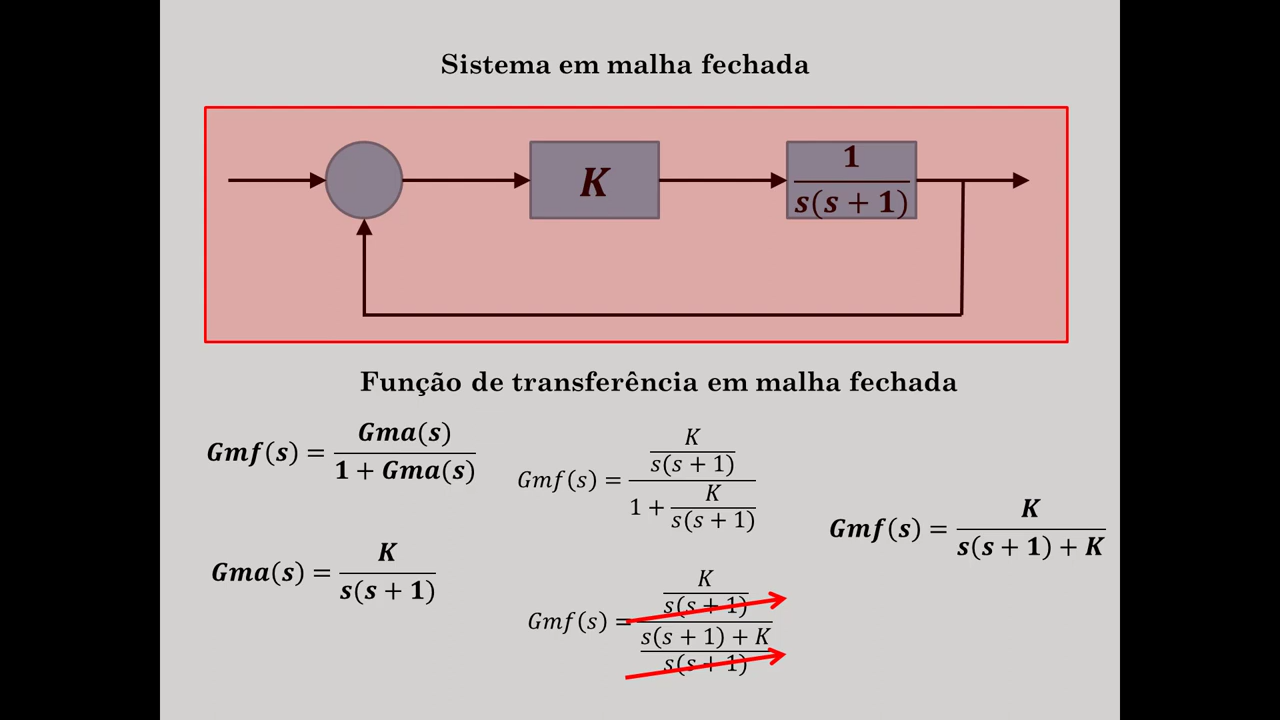 Sistema em malha fechada
K
1
s(s + 1)
Função de transferência em malha fechada
Gmf(s) = Gma(s) / 1 + Gma(s)
Gma(s) = K / s(s + 1)
Gmf(s) = K / s(s + 1) / 1 + K / s(s + 1)
Gmf(s) = K / s(s + 1) / s(s + 1) + K / s(s + 1)
Gmf(s) = K / s(s + 1) + K